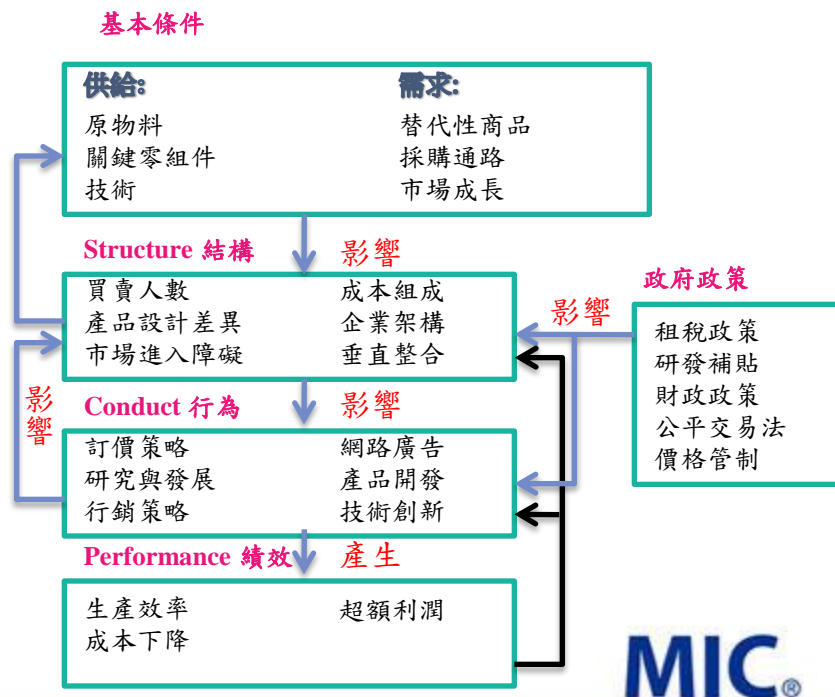 基本條件
供給:
原物料
關鍵零組件
技術
需求:
替代性商品
採購通路
市場成長
Structure 結構
影響
買賣人數
產品設計差異
市場進入障礙
成本組成
企業架構
垂直整合
影響
政府政策
租稅政策
研發補貼
財政政策
公平交易法
價格管制
影響
Conduct 行為
影響
訂價策略
研究與發展
行銷策略
網路廣告
產品開發
技術創新
Performance 績效
產生
生產效率
成本下降
超額利潤
MIC®